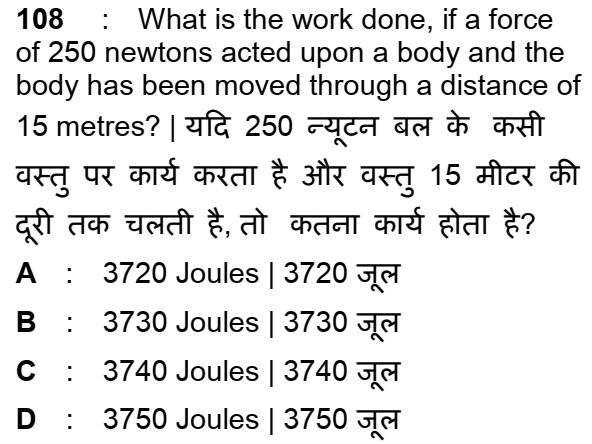 108 : What is the work done, if a force
of 250 newtons acted upon a body and the
body has been moved through a distance of
15 metres? | यदि 250 न्यूटन बल के कसी
वस्तु पर कार्य करता है और वस्तु 15 मीटर की
दूरी तक चलती है, तो कतना कार्य होता है?
A : 3720 Joules | 3720 जूल
B : 3730 Joules | 3730 जूल
C : 3740 Joules | 3740 जूल
D : 3750 Joules | 3750 जूल